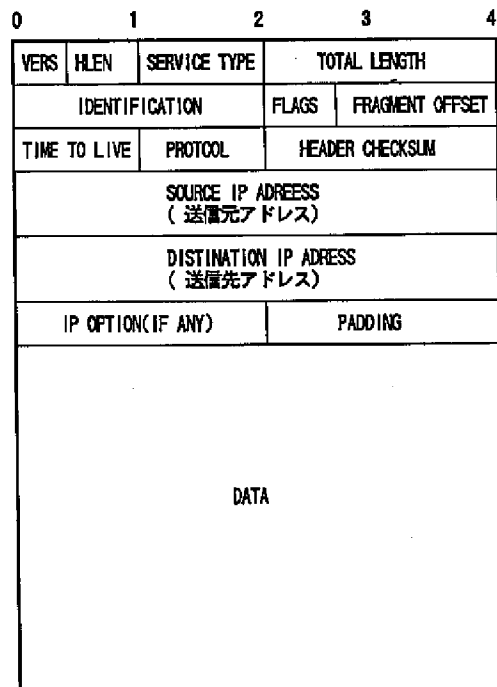 0 1 2 3 4
VERS HLEN SERVICE TYPE TOTAL LENGTH
IDENTIFICATION FLAGS FRAGMENT OFFSET
TIME TO LIVE PROTCOL HEADER CHECKSUM
SOURCE IP ADREESS
( 送信元アドレス)
DISTINATION IP ADRESS
( 送信先アドレス)
IP OPTION(IF ANY) PADDING
DATA